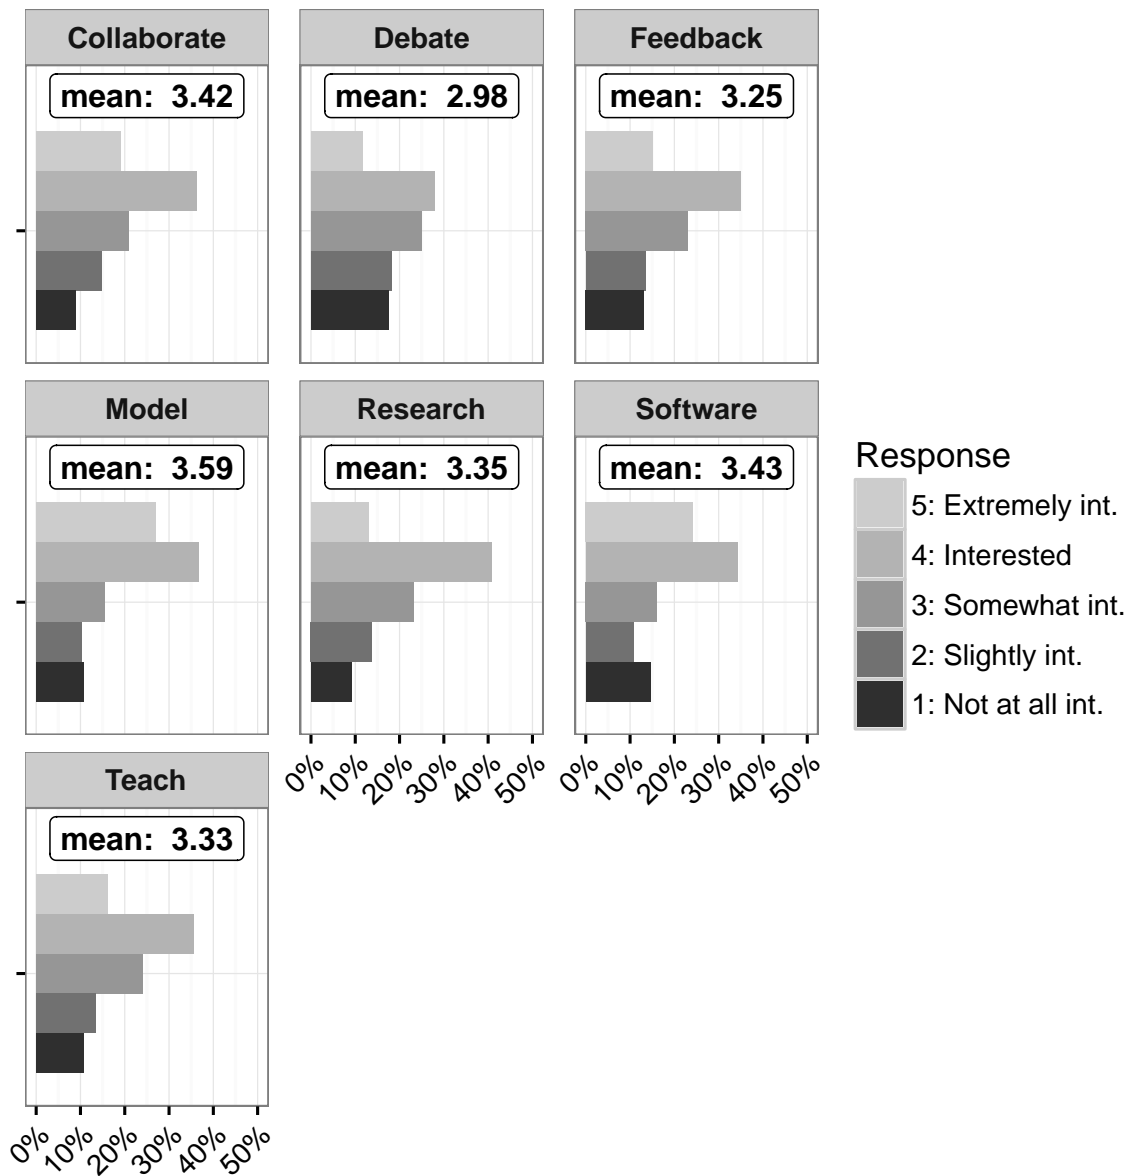 Collaborate
Debate
Feedback
mean: 3.42
mean: 2.98
mean: 3.25
Model
Research
Software
mean: 3.59
mean: 3.35
mean: 3.43
Response
5: Extremely int.
4: Interested
3: Somewhat int.
2: Slightly int.
1: Not at all int.
0% 10% 20% 30% 40% 50%
0% 10% 20% 30% 40% 50%
Teach
mean: 3.33
0% 10% 20% 30% 40% 50%